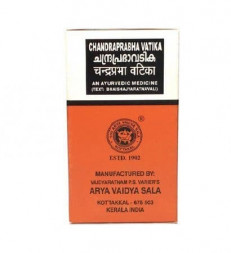 CHANDRAPRABHA VATIKA
ചന്ദ്രപ്രഭാവടിക
चन्द्रप्रभा वटिका
AN AYURVEDIC MEDICINE
(TEXT: BHAISHAJYARATNAVALI)
ESTD. 1902
MANUFACTURED BY:
VAIDYARATNAM P.S. VARIER'S
ARYA VAIDYA SALA
KOTTAKKAL - 676 503
KERALA INDIA